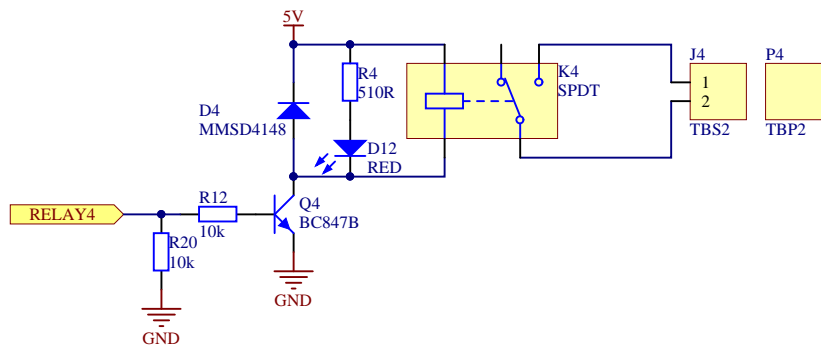 5V
R4
510R
D4
MMSD4148
D12
RED
K4
SPDT
J4
1
2
TBS2
P4
TBP2
RELAY4
R12
10k
Q4
BC847B
R20
10k
GND
GND